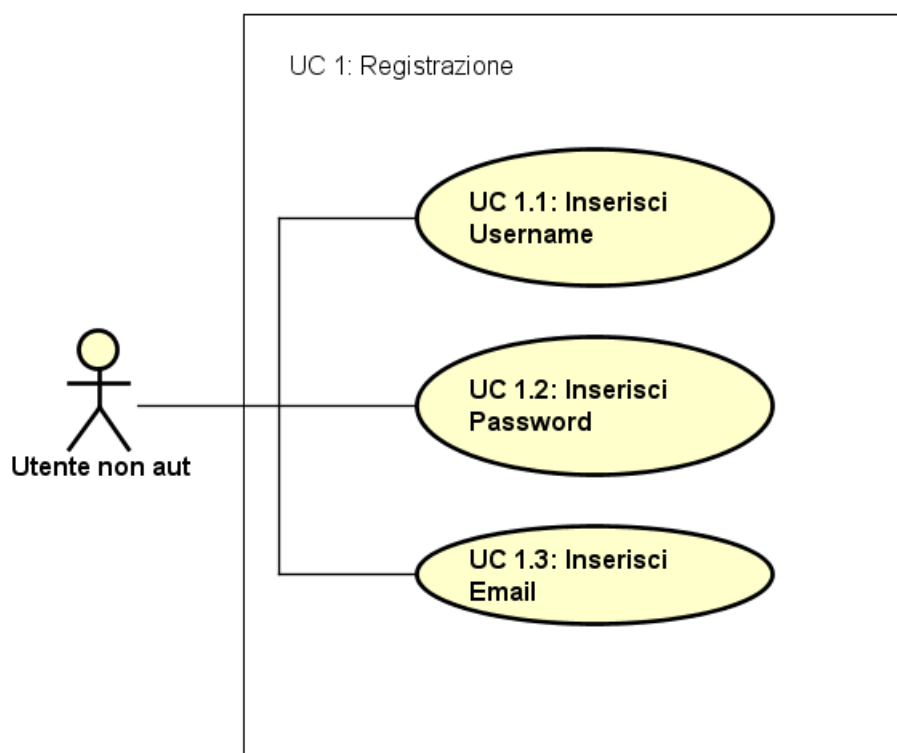 UC 1: Registrazione
UC 1.1: Inserisci
Username
UC 1.2: Inserisci
Password
Utente non aut
UC 1.3: Inserisci
Email